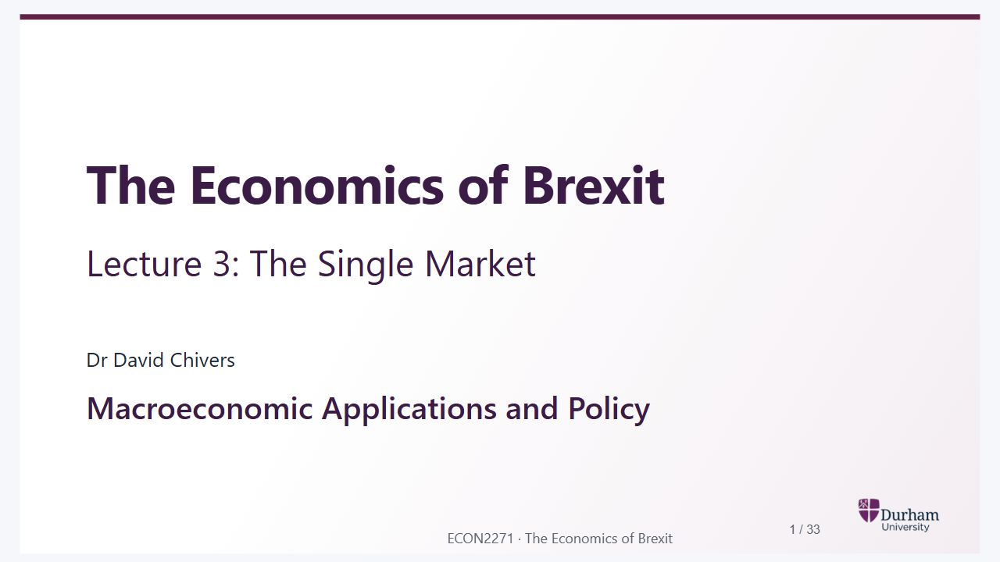 The Economics of Brexit
Lecture 3: The Single Market
Dr David Chivers
Macroeconomic Applications and Policy
ECON2271 · The Economics of Brexit
1 / 33
Durham
University